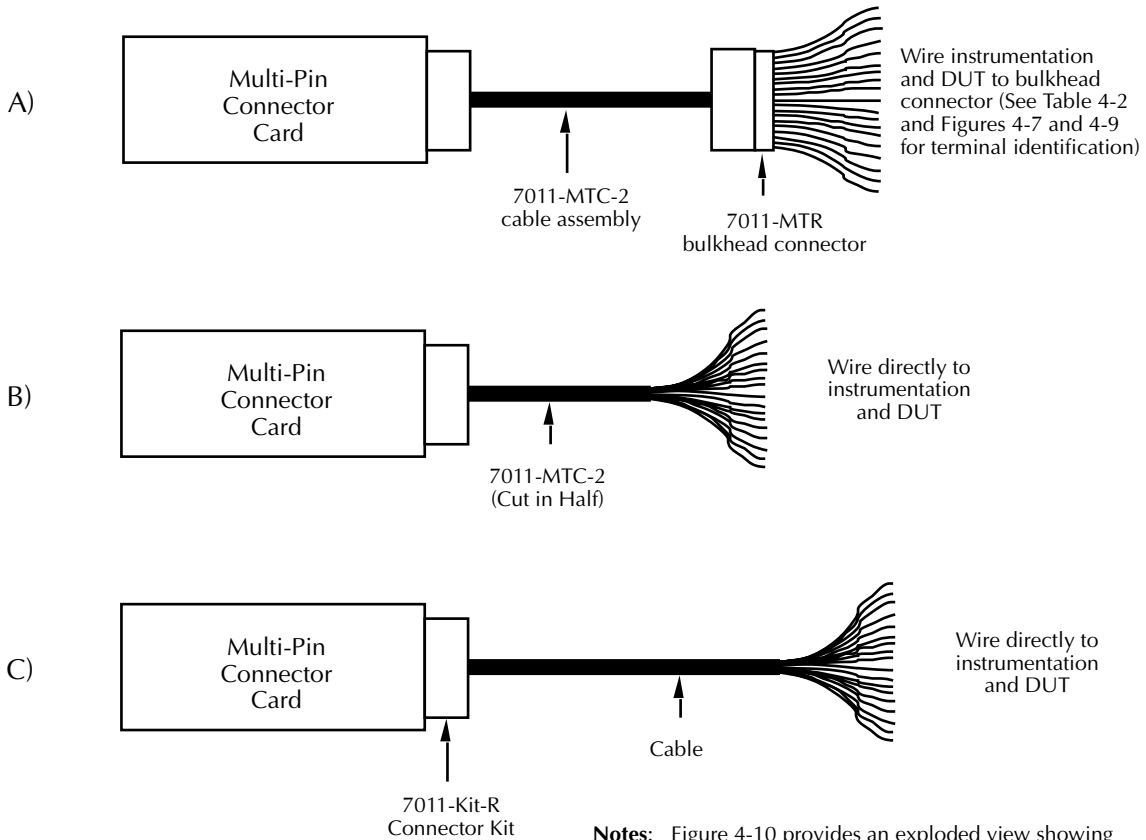 A)
Multi-Pin
Connector
Card
7011-MTC-2
cable assembly
7011-MTR
bulkhead connector
Wire instrumentation
and DUT to bulkhead
connector (See Table 4-2
and Figures 4-7 and 4-9
for terminal identification)
B)
Multi-Pin
Connector
Card
7011-MTC-2
(Cut in Half)
Wire directly to
instrumentation
and DUT
C)
Multi-Pin
Connector
Card
7011-Kit-R
Connector Kit
Cable
Wire directly to
instrumentation
and DUT
Notes: Figure 4-10 provides an exploded view showing